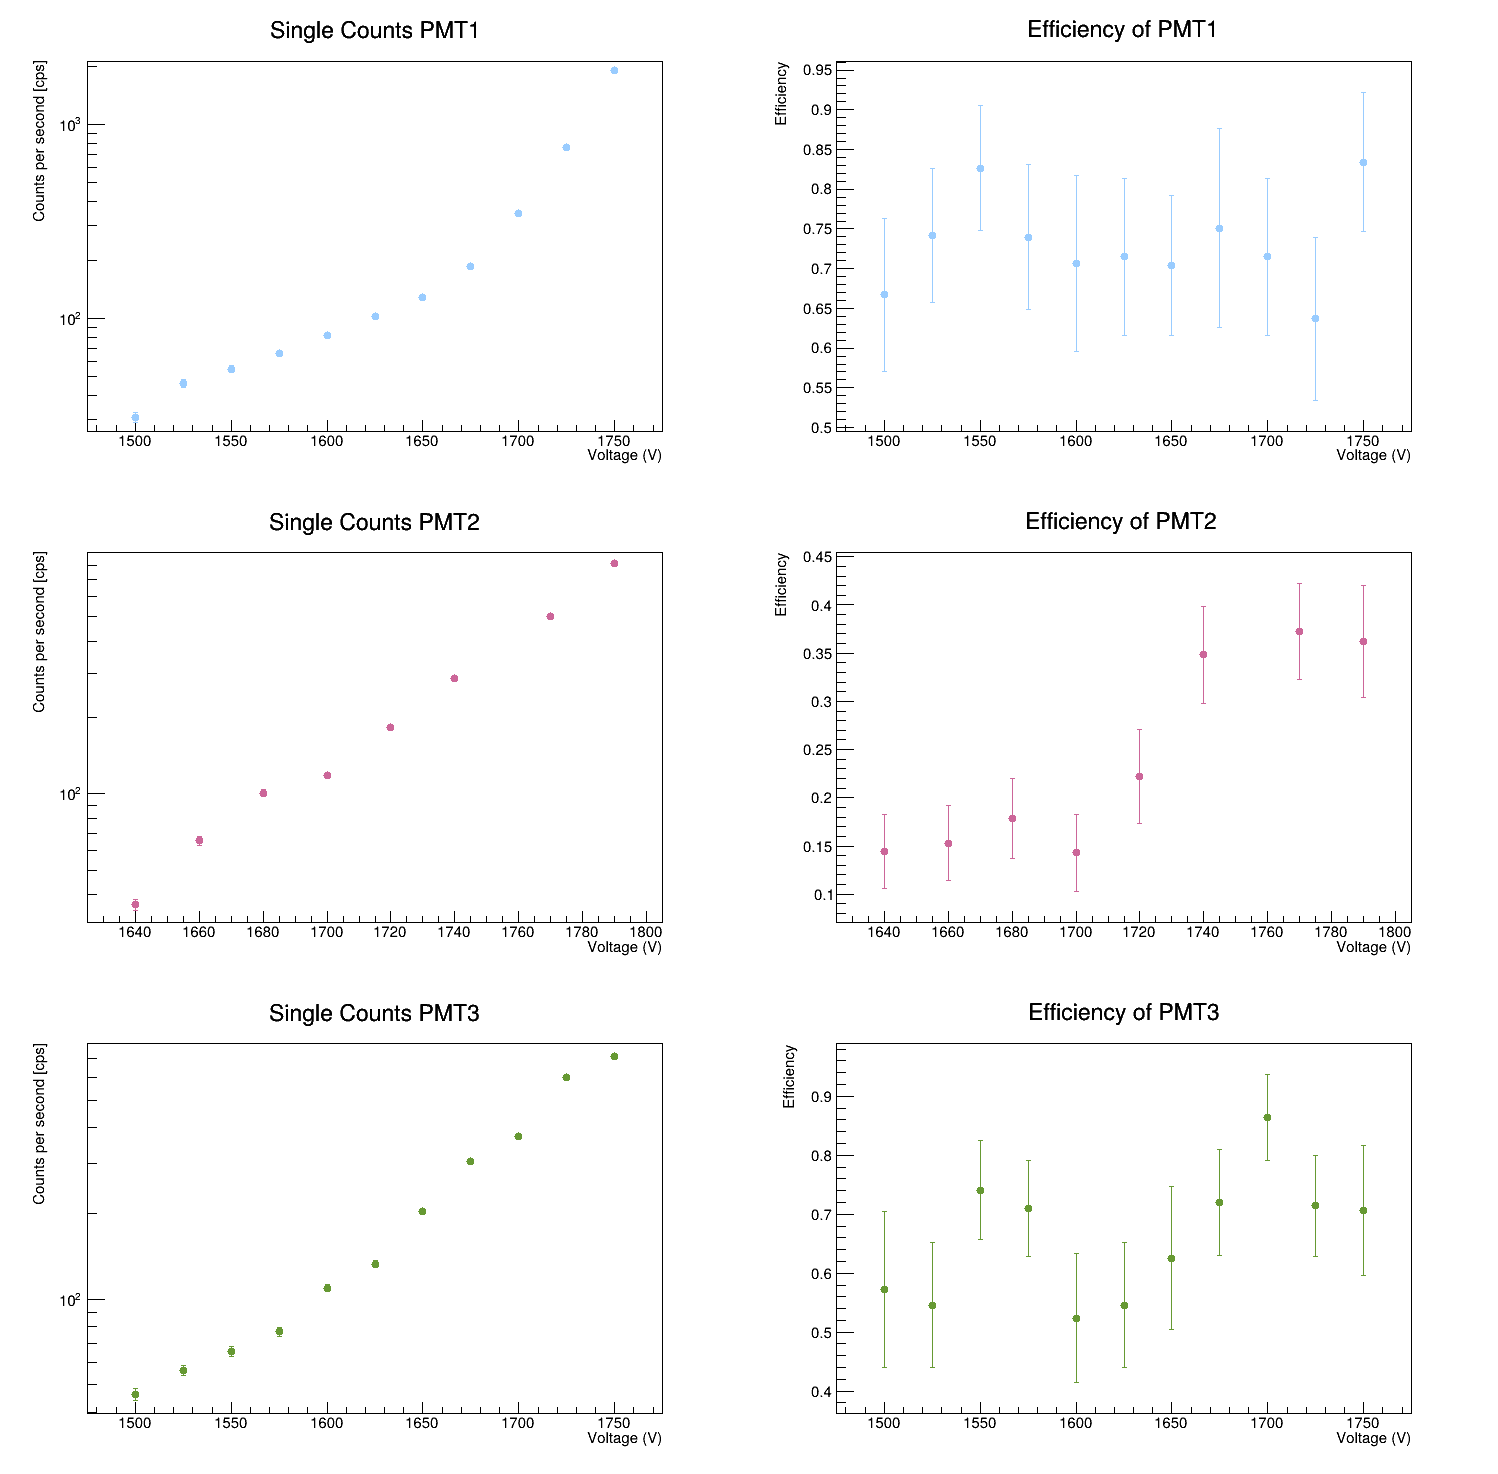 Single Counts PMT1
Counts per second [cps]
10³
10²
1500 1550 1600 1650 1700 1750
Voltage (V)
Efficiency of PMT1
Efficiency
0.95
0.9
0.85
0.8
0.75
0.7
0.65
0.6
0.55
0.5
1500 1550 1600 1650 1700 1750
Voltage (V)
Single Counts PMT2
Counts per second [cps]
10²
1640 1660 1680 1700 1720 1740 1760 1780 1800
Voltage (V)
Efficiency of PMT2
Efficiency
0.45
0.4
0.35
0.3
0.25
0.2
0.15
0.1
1640 1660 1680 1700 1720 1740 1760 1780 1800
Voltage (V)
Single Counts PMT3
Counts per second [cps]
10²
1500 1550 1600 1650 1700 1750
Voltage (V)
Efficiency of PMT3
Efficiency
0.9
0.8
0.7
0.6
0.5
0.4
1500 1550 1600 1650 1700 1750
Voltage (V)